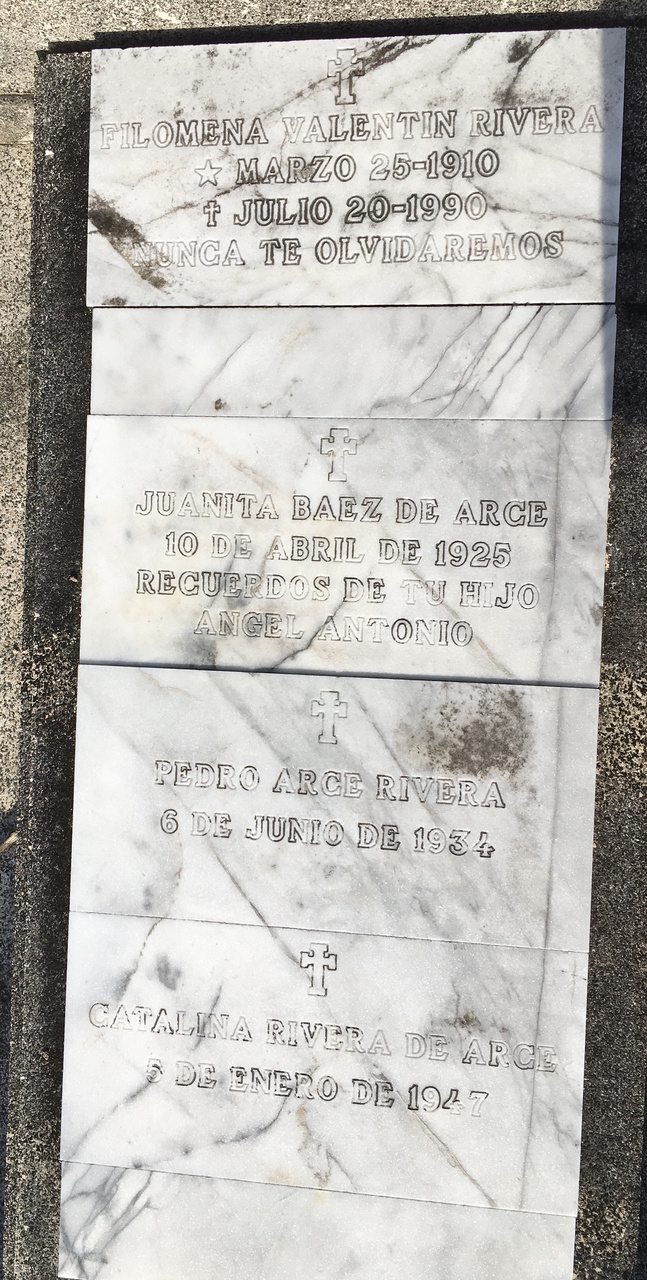 FILOMENA VALENTIN RIVERA
☆ MARZO 25-1910
✝ JULIO 20-1990
NUNCA TE OLVIDAREMOS
JUANITA BAEZ DE ARCE
10 DE ABRIL DE 1925
RECUERDOS DE TU HIJO
ANGEL ANTONIO
PEDRO ARCE RIVERA
6 DE JUNIO DE 1934
CATALINA RIVERA DE ARCE
5 DE ENERO DE 1947